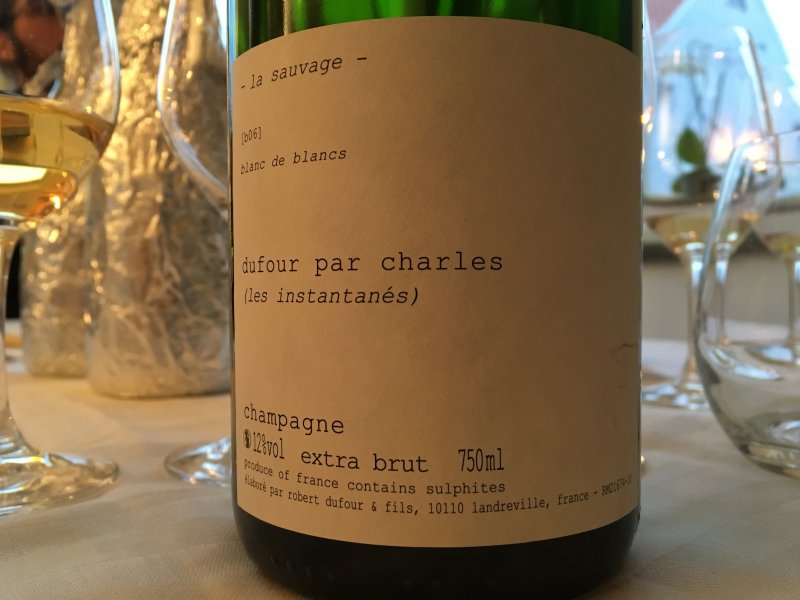 - la sauvage -
[b06]
blanc de blancs
dufour par charles
(les instantanés)
champagne
12%vol extra brut 750ml
produce of france contains sulphites
élaboré par robert dufour & fils, 10110 landreville, france -